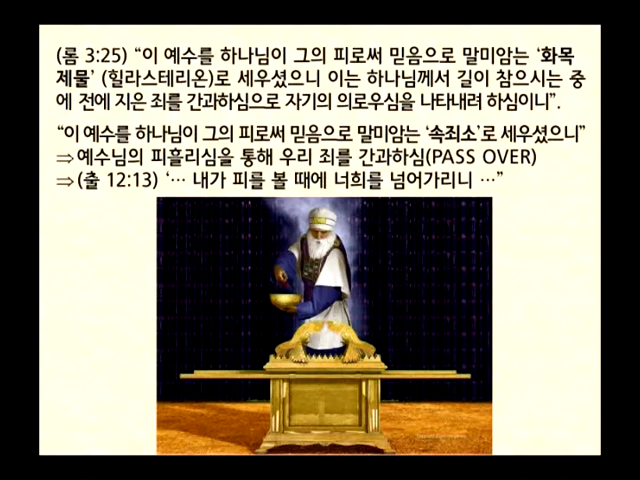 (롬 3:25) “이 예수를 하나님이 그의 피로써 믿음으로 말미암는 ‘화목
제물’ (힐라스테리온)로 세우셨으니 이는 하나님께서 길이 참으시는 중
에 전에 지은 죄를 간과하심으로 자기의 의로우심을 나타내려 하심이니”.
“이 예수를 하나님이 그의 피로써 믿음으로 말미암는 ‘속죄소’로 세우셨으니”
⇒ 예수님의 피흘리심을 통해 우리 죄를 간과하심(PASS OVER)
⇒ (출 12:13) ‘··· 내가 피를 볼 때에 너희를 넘어가리니 ···”